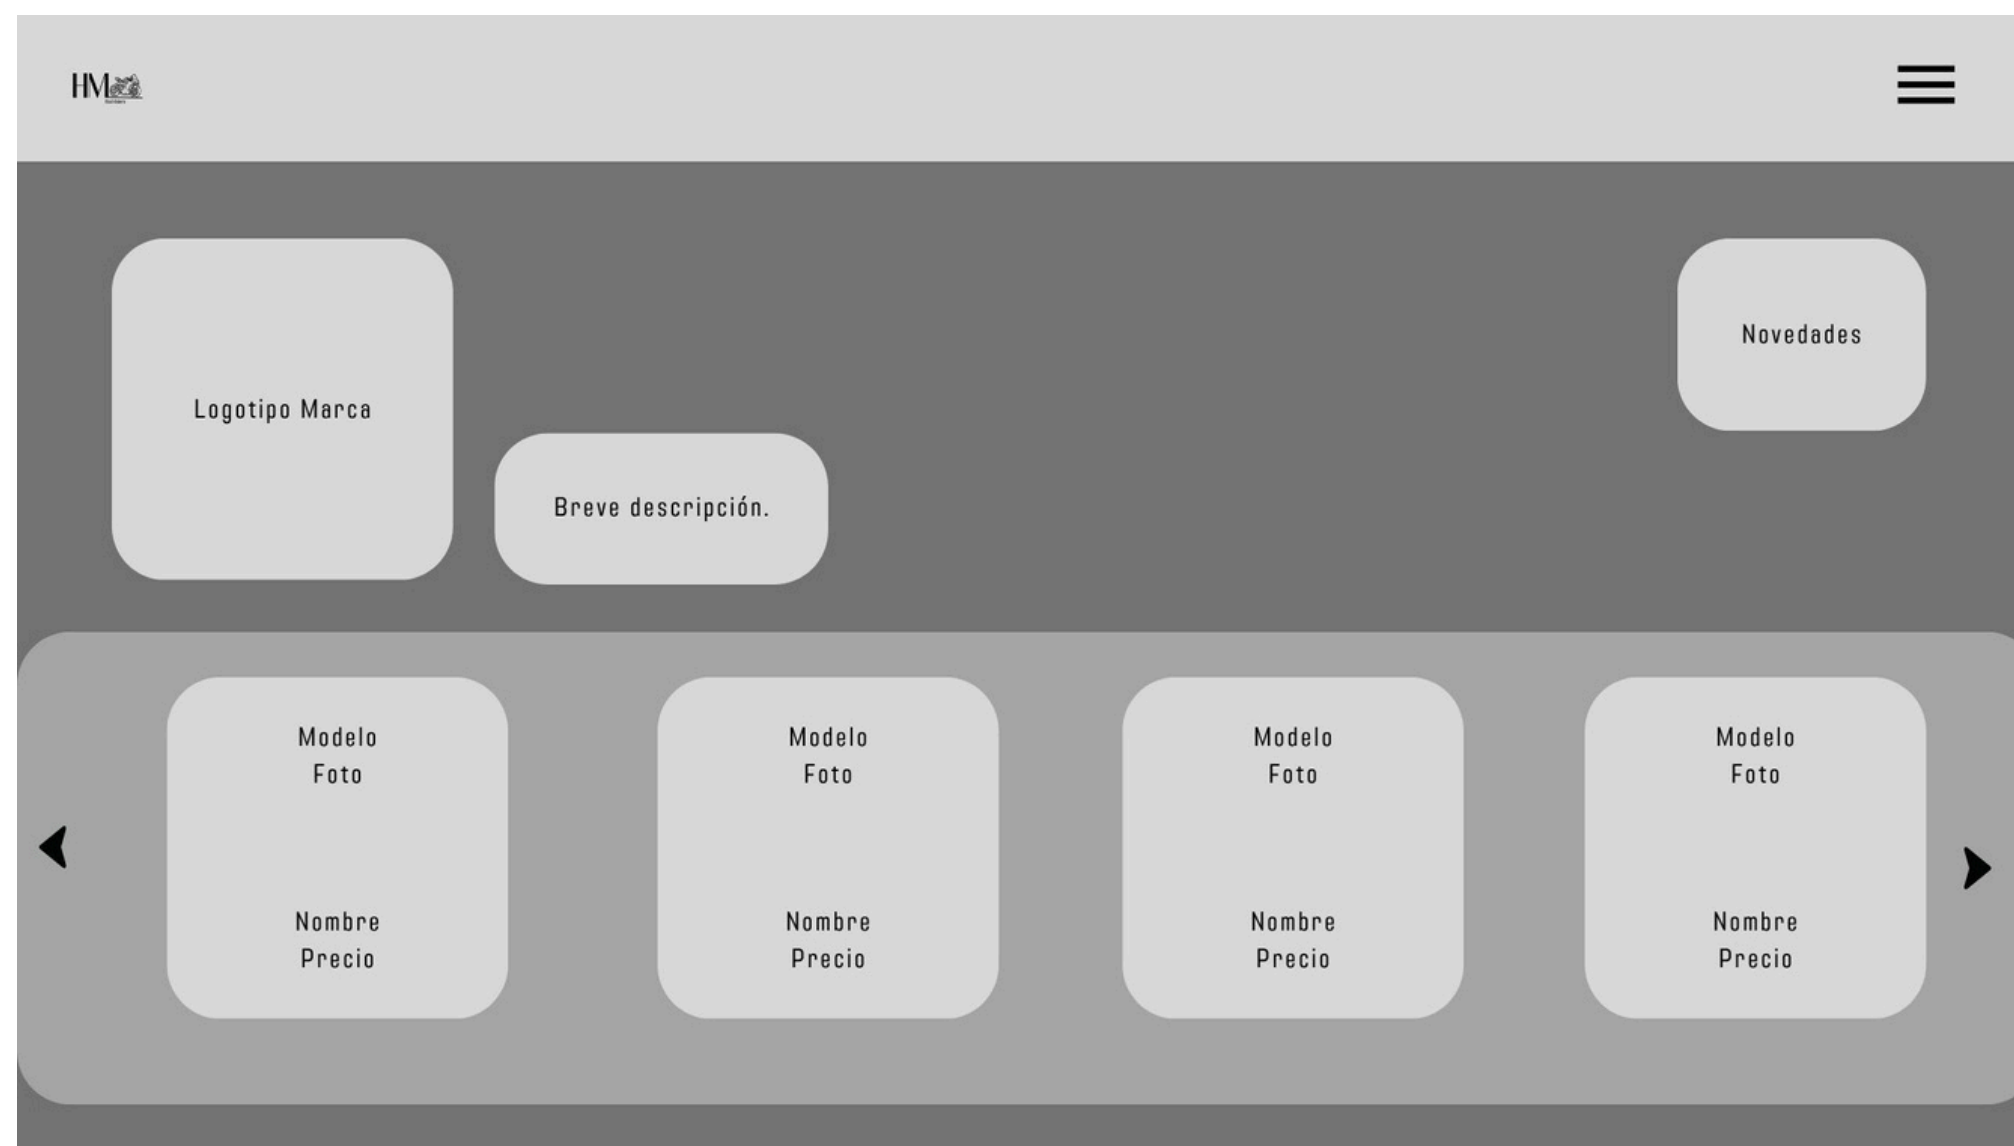 HM
Logotipo Marca
Breve descripción.
Novedades
Modelo
Foto
Nombre
Precio
Modelo
Foto
Nombre
Precio
Modelo
Foto
Nombre
Precio
Modelo
Foto
Nombre
Precio